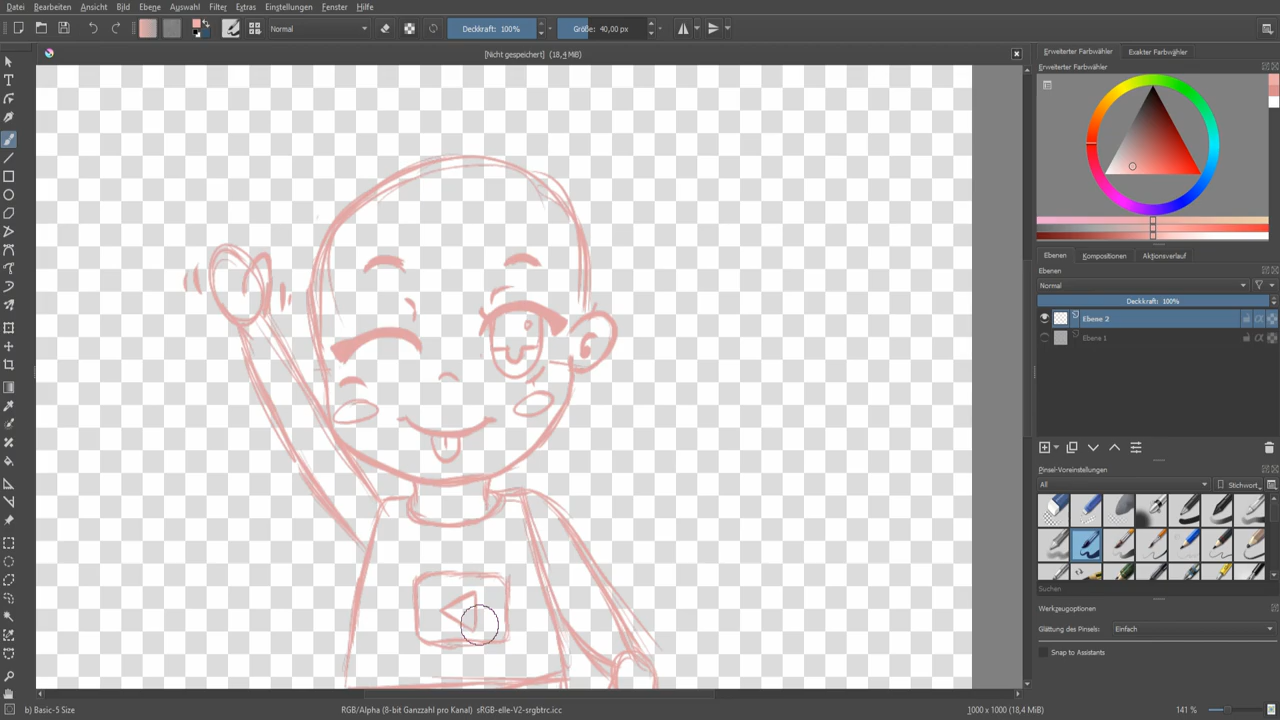 Datei Bearbeiten Ansicht Bild Ebene Auswahl Filter Extras Einstellungen Fenster Hilfe
Normal Deckkraft: 100% Größe: 40,00 px
[Nicht gespeichert] (18,4 MiB)
Erweiterter Farbwähler Exakter Farbwähler
Erweiterter Farbwähler
Ebenen Kompositionen Aktionsverlauf
Ebenen
Normal
Deckkraft: 100%
Ebene 2
Ebene 1
Pinsel-Voreinstellungen
All Stichwort
Suchen
Werkzeugoptionen
Glättung des Pinsels: Einfach
Snap to Assistants
b) Basic-5 Size RGB/Alpha (8-bit Ganzzahl pro Kanal) sRGB-elle-V2-srgbtrc.icc 1000 x 1000 (18,4 MiB) 141 %